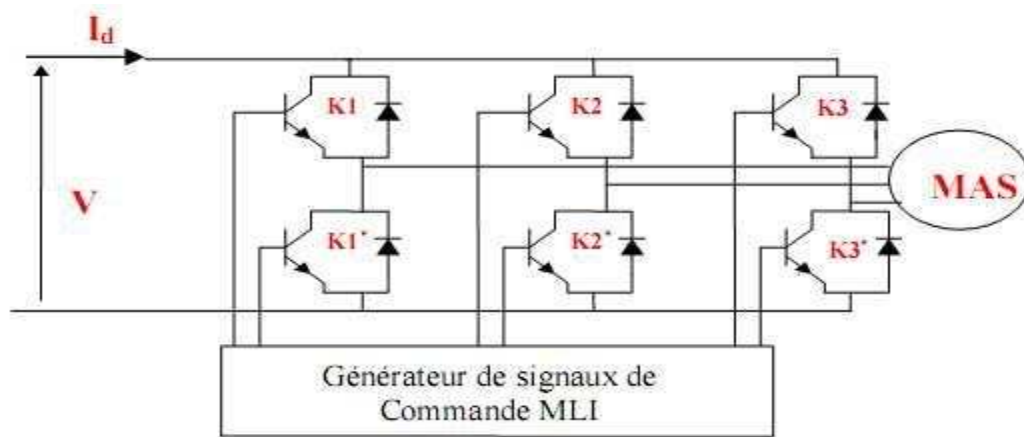 Id
K1
K2
K3
V
MAS
K1*
K2*
K3*
Générateur de signaux de
Commande MLI